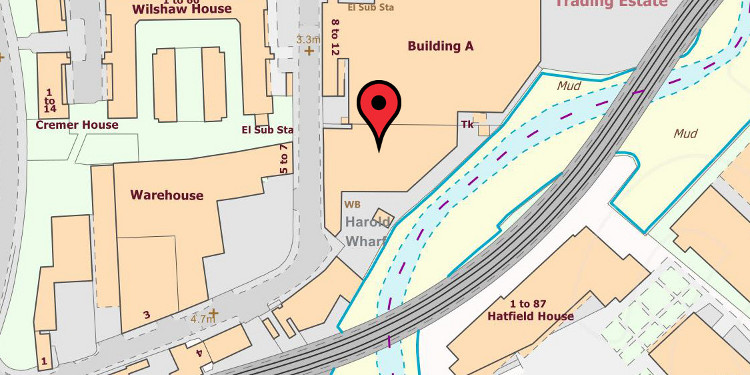 1 to 60
Wilshaw House
El Sub Sta
Trading Estate
8 to 12
3.3m
Building A
Mud
1
to
14
Cremer House
El Sub Sta
Tk
Mud
5 to 7
Warehouse
WB
Harold
Wharf
1 to 87
Hatfield House
3
4.7m
4
1